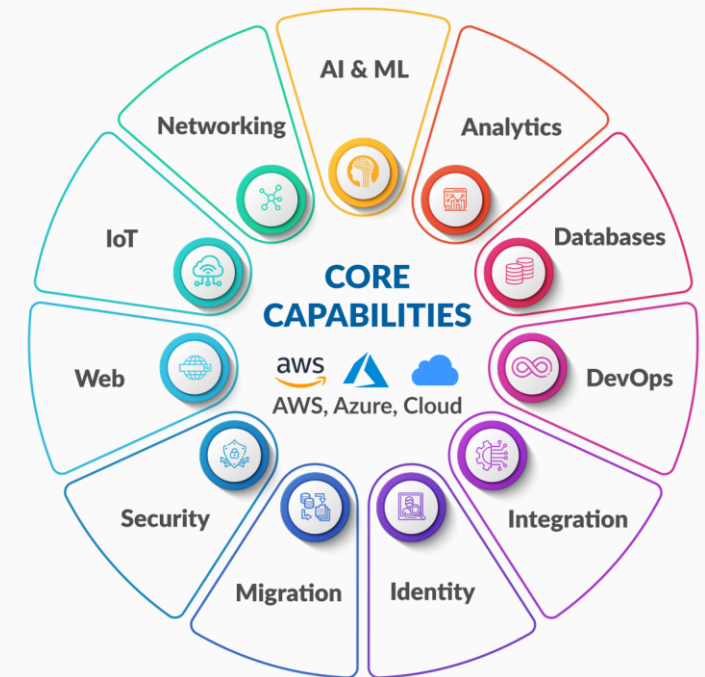 AI & ML
Analytics
Databases
DevOps
Integration
Identity
Migration
Security
Web
IoT
Networking
CORE
CAPABILITIES
aws
AWS, Azure, Cloud